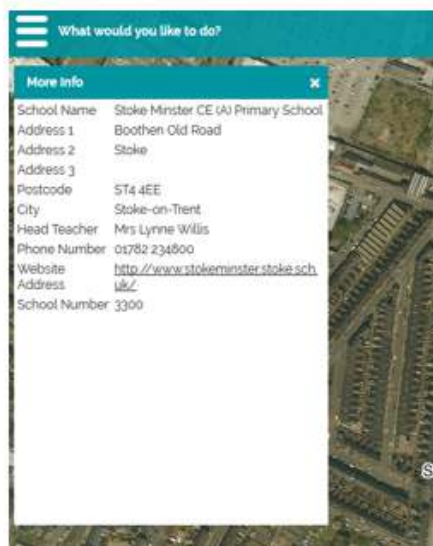 What would you like to do?
More Info ×
School Name Stoke Minster CE (A) Primary School
Address 1 Boothen Old Road
Address 2 Stoke
Address 3
Postcode ST4 4EE
City Stoke-on-Trent
Head Teacher Mrs Lynne Willis
Phone Number 01782 234800
Website http://www.stokeminster.stoke.sch.
Address uk/
School Number 3300
S